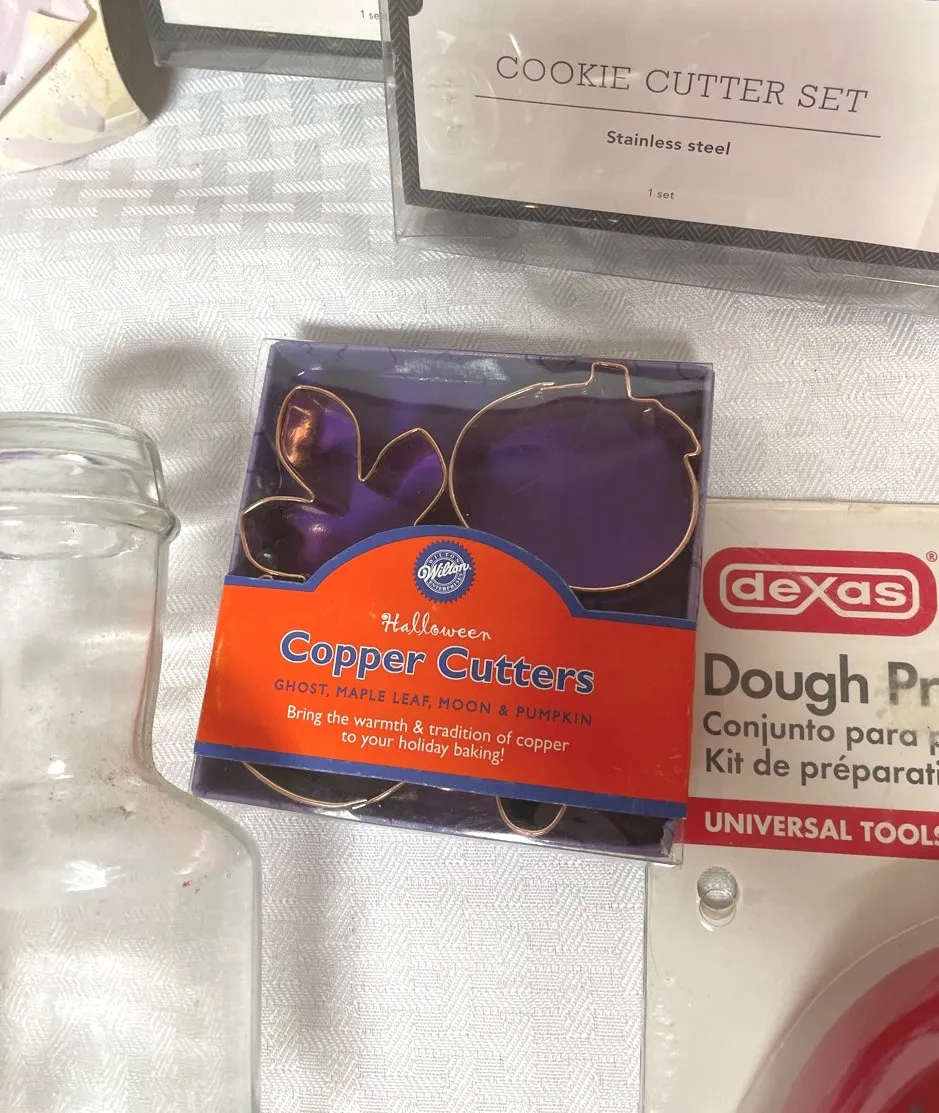 1 set
COOKIE CUTTER SET
Stainless steel
1 set
WILTON
Wilton
ENTERPRISES
Halloween
Copper Cutters
GHOST, MAPLE LEAF, MOON & PUMPKIN
Bring the warmth & tradition of copper
to your holiday baking!
dexas®
Dough Pr
Conjunto para p
Kit de préparati
UNIVERSAL TOOLS